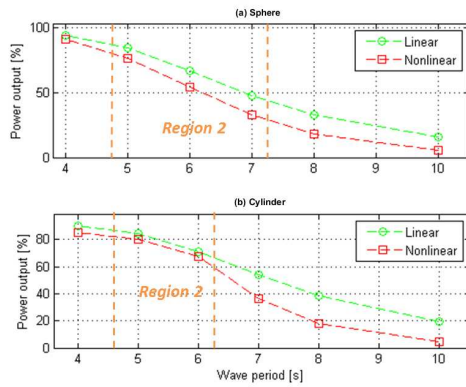 (a) Sphere
100
50
0
Power output [%]
Linear
Nonlinear
Region 2
4 5 6 7 8 9 10
(b) Cylinder
80
60
40
20
0
Power output [%]
Linear
Nonlinear
Region 2
4 5 6 7 8 9 10
Wave period [s]